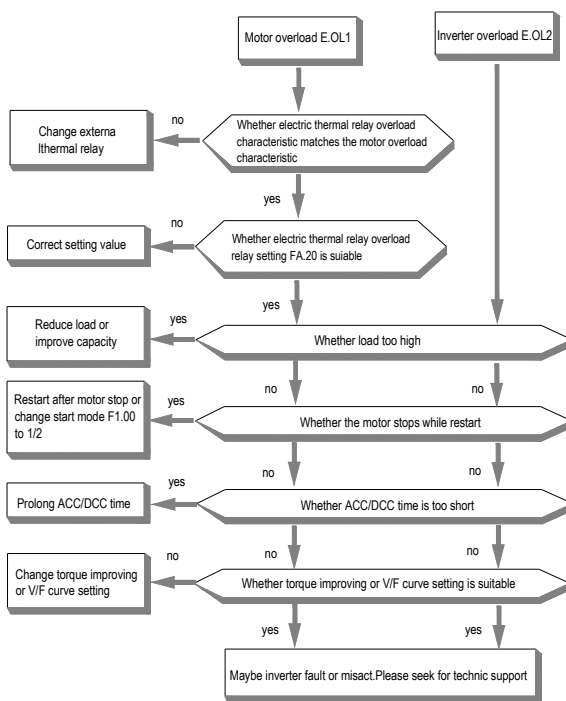 Motor overload E.OL1
Inverter overload E.OL2
no
Change externa
lthermal relay
Whether electric thermal relay overload
characteristic matches the motor overload
characteristic
yes
no
Correct setting value
Whether electric thermal relay overload
relay setting FA.20 is suiable
yes
yes
Reduce load or
improve capacity
Whether load too high
no
no
yes
Restart after motor stop or
change start mode F1.00
to 1/2
Whether the motor stops while restart
no
no
yes
Prolong ACC/DCC time
Whether ACC/DCC time is too short
no
no
no
Change torque improving
or V/F curve setting
Whether torque improving or V/F curve setting is suitable
yes
yes
Maybe inverter fault or misact.Please seek for technic support